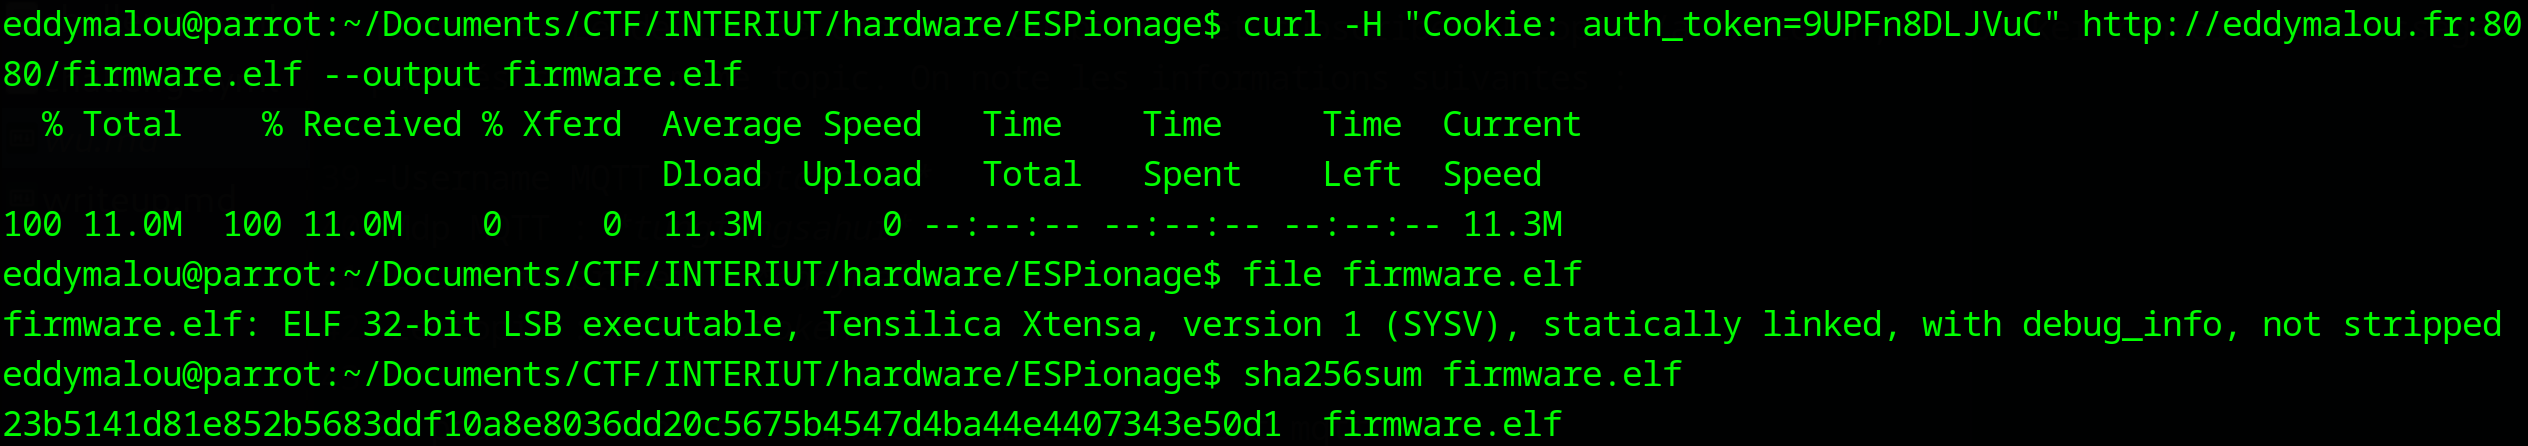 eddymalou@parrot:~/Documents/CTF/INTERIUT/hardware/ESPionage$ curl -H "Cookie: auth_token=9UPFn8DLJVuC" http://eddymalou.fr:80
80/firmware.elf --output firmware.elf
  % Total    % Received % Xferd  Average Speed   Time    Time     Time  Current
                                 Dload  Upload   Total   Spent    Left  Speed
100 11.0M  100 11.0M    0     0  11.3M      0 --:--:-- --:--:-- --:--:-- 11.3M
eddymalou@parrot:~/Documents/CTF/INTERIUT/hardware/ESPionage$ file firmware.elf
firmware.elf: ELF 32-bit LSB executable, Tensilica Xtensa, version 1 (SYSV), statically linked, with debug_info, not stripped
eddymalou@parrot:~/Documents/CTF/INTERIUT/hardware/ESPionage$ sha256sum firmware.elf
23b5141d81e852b5683ddf10a8e8036dd20c5675b4547d4ba44e4407343e50d1  firmware.elf